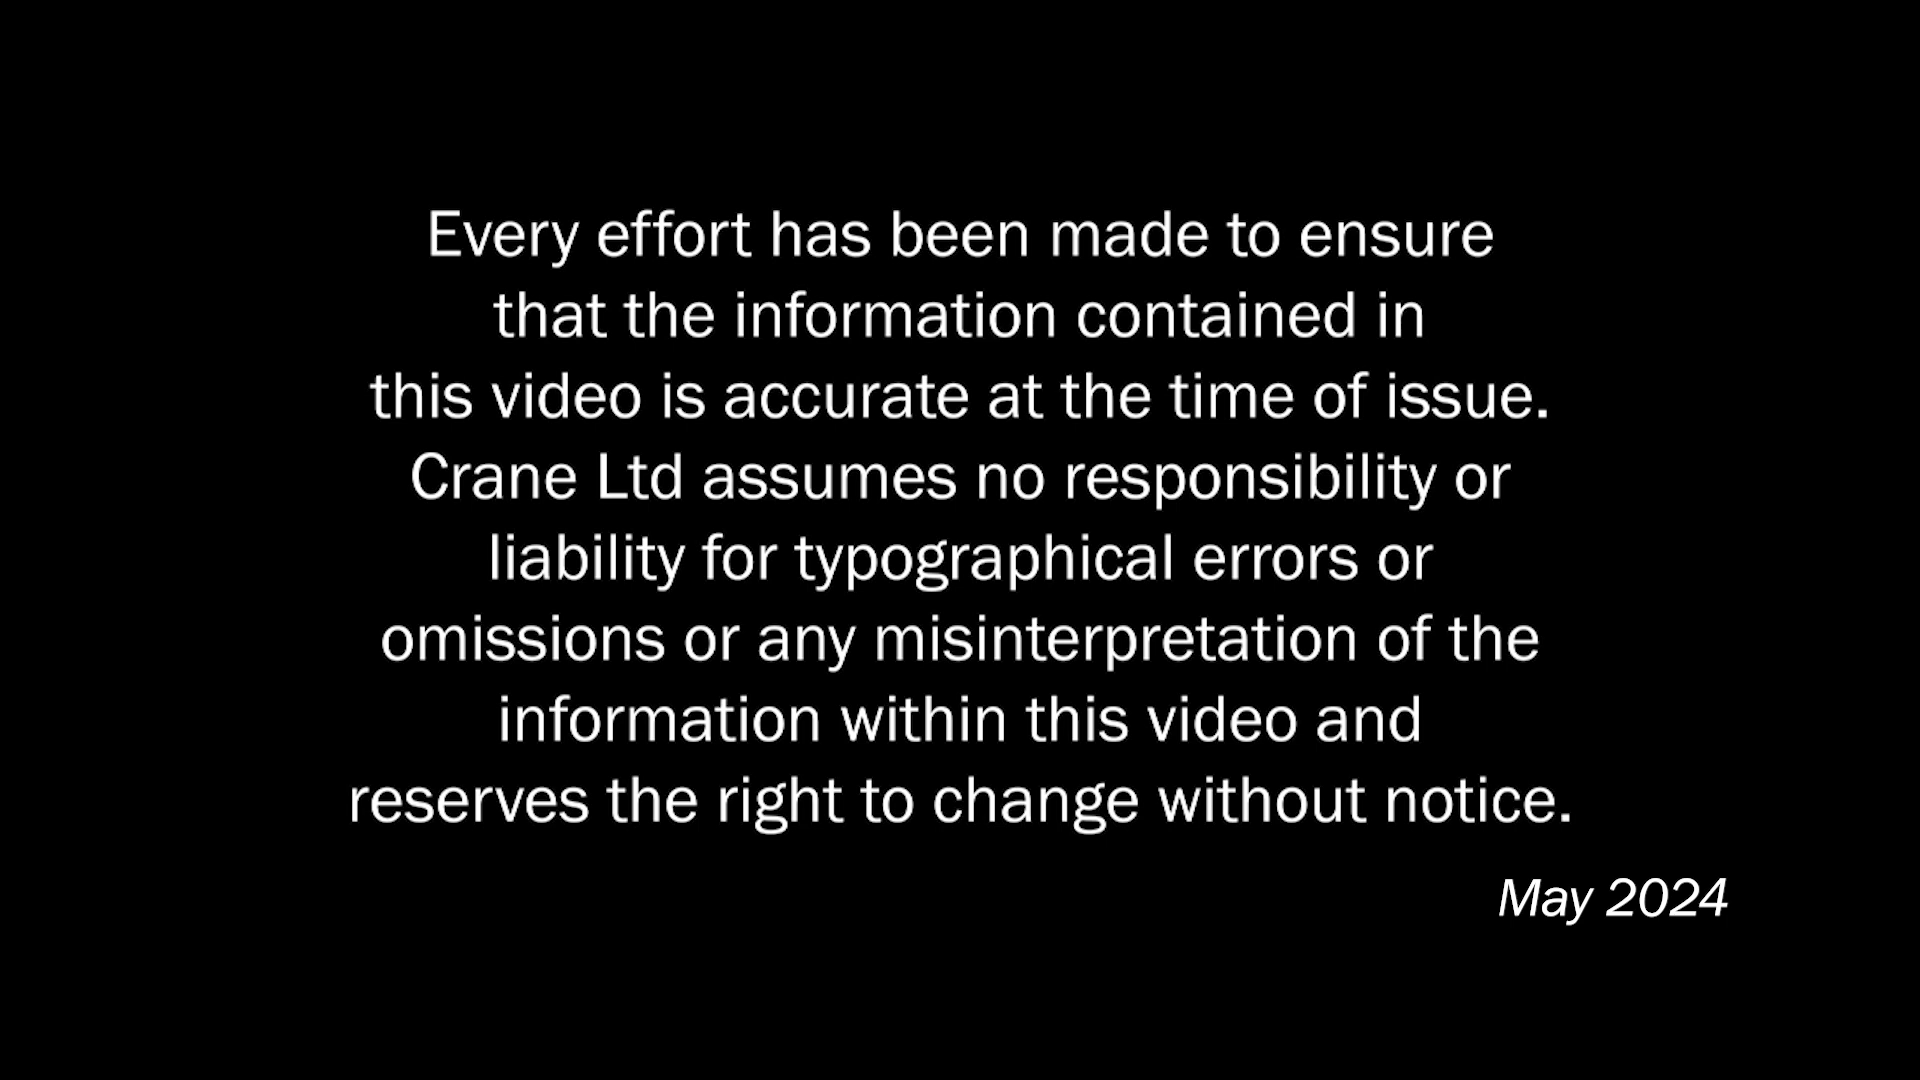 Every effort has been made to ensure
that the information contained in
this video is accurate at the time of issue.
Crane Ltd assumes no responsibility or
liability for typographical errors or
omissions or any misinterpretation of the
information within this video and
reserves the right to change without notice.
May 2024